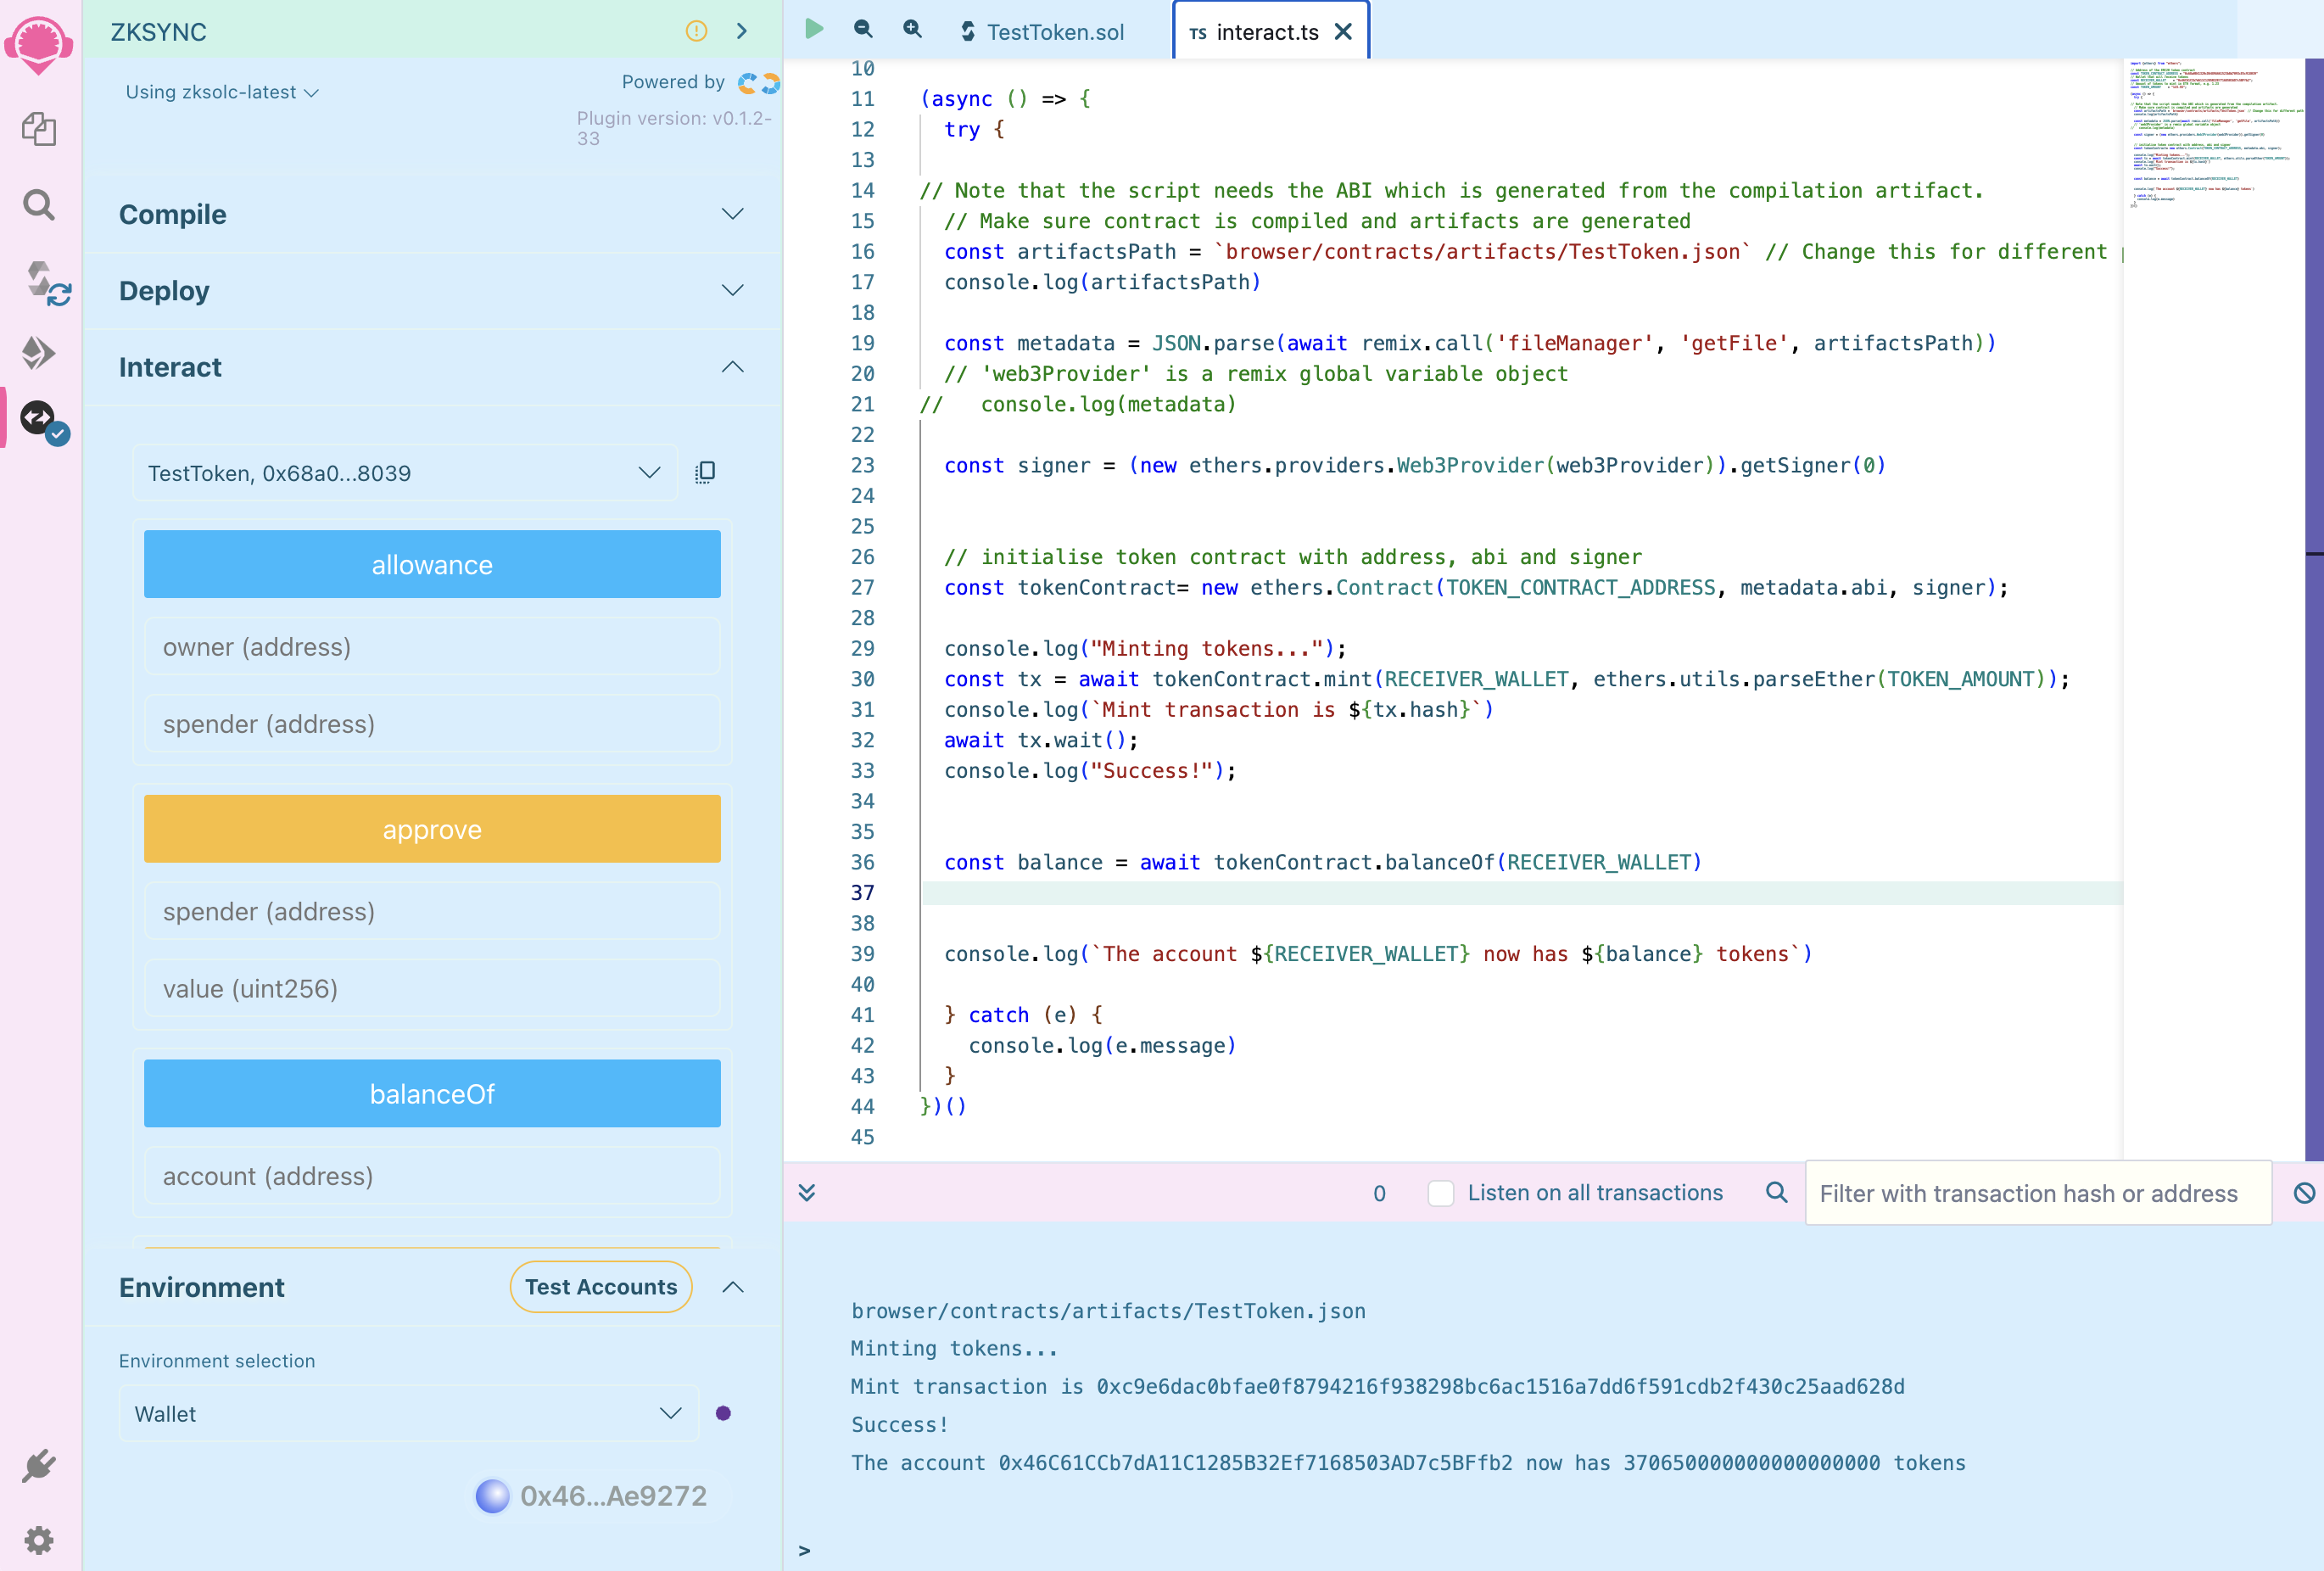 ZKSYNC
Using zksolc-latest
Powered by
Plugin version: v0.1.2-
33
Compile
Deploy
Interact
TestToken, 0x68a0...8039
allowance
owner (address)
spender (address)
approve
spender (address)
value (uint256)
balanceOf
account (address)
Environment
Test Accounts
Environment selection
Wallet
0x46...Ae9272
TestToken.sol
TS interact.ts
10
11 (async () => {
12 try {
13
14 // Note that the script needs the ABI which is generated from the compilation artifact.
15 // Make sure contract is compiled and artifacts are generated
16 const artifactsPath = `browser/contracts/artifacts/TestToken.json` // Change this for different
17 console.log(artifactsPath)
18
19 const metadata = JSON.parse(await remix.call('fileManager', 'getFile', artifactsPath))
20 // 'web3Provider' is a remix global variable object
21 // console.log(metadata)
22
23 const signer = (new ethers.providers.Web3Provider(web3Provider)).getSigner(0)
24
25
26 // initialise token contract with address, abi and signer
27 const tokenContract= new ethers.Contract(TOKEN_CONTRACT_ADDRESS, metadata.abi, signer);
28
29 console.log("Minting tokens...");
30 const tx = await tokenContract.mint(RECEIVER_WALLET, ethers.utils.parseEther(TOKEN_AMOUNT));
31 console.log(`Mint transaction is ${tx.hash}`)
32 await tx.wait();
33 console.log("Success!");
34
35
36 const balance = await tokenContract.balanceOf(RECEIVER_WALLET)
37
38
39 console.log(`The account ${RECEIVER_WALLET} now has ${balance} tokens`)
40
41 } catch (e) {
42 console.log(e.message)
43 }
44 })()
45
0
Listen on all transactions
Filter with transaction hash or address
browser/contracts/artifacts/TestToken.json
Minting tokens...
Mint transaction is 0xc9e6dac0bfae0f8794216f938298bc6ac1516a7dd6f591cdb2f430c25aad628d
Success!
The account 0x46C61CCb7dA11C1285B32Ef7168503AD7c5BFfb2 now has 370650000000000000000 tokens
>